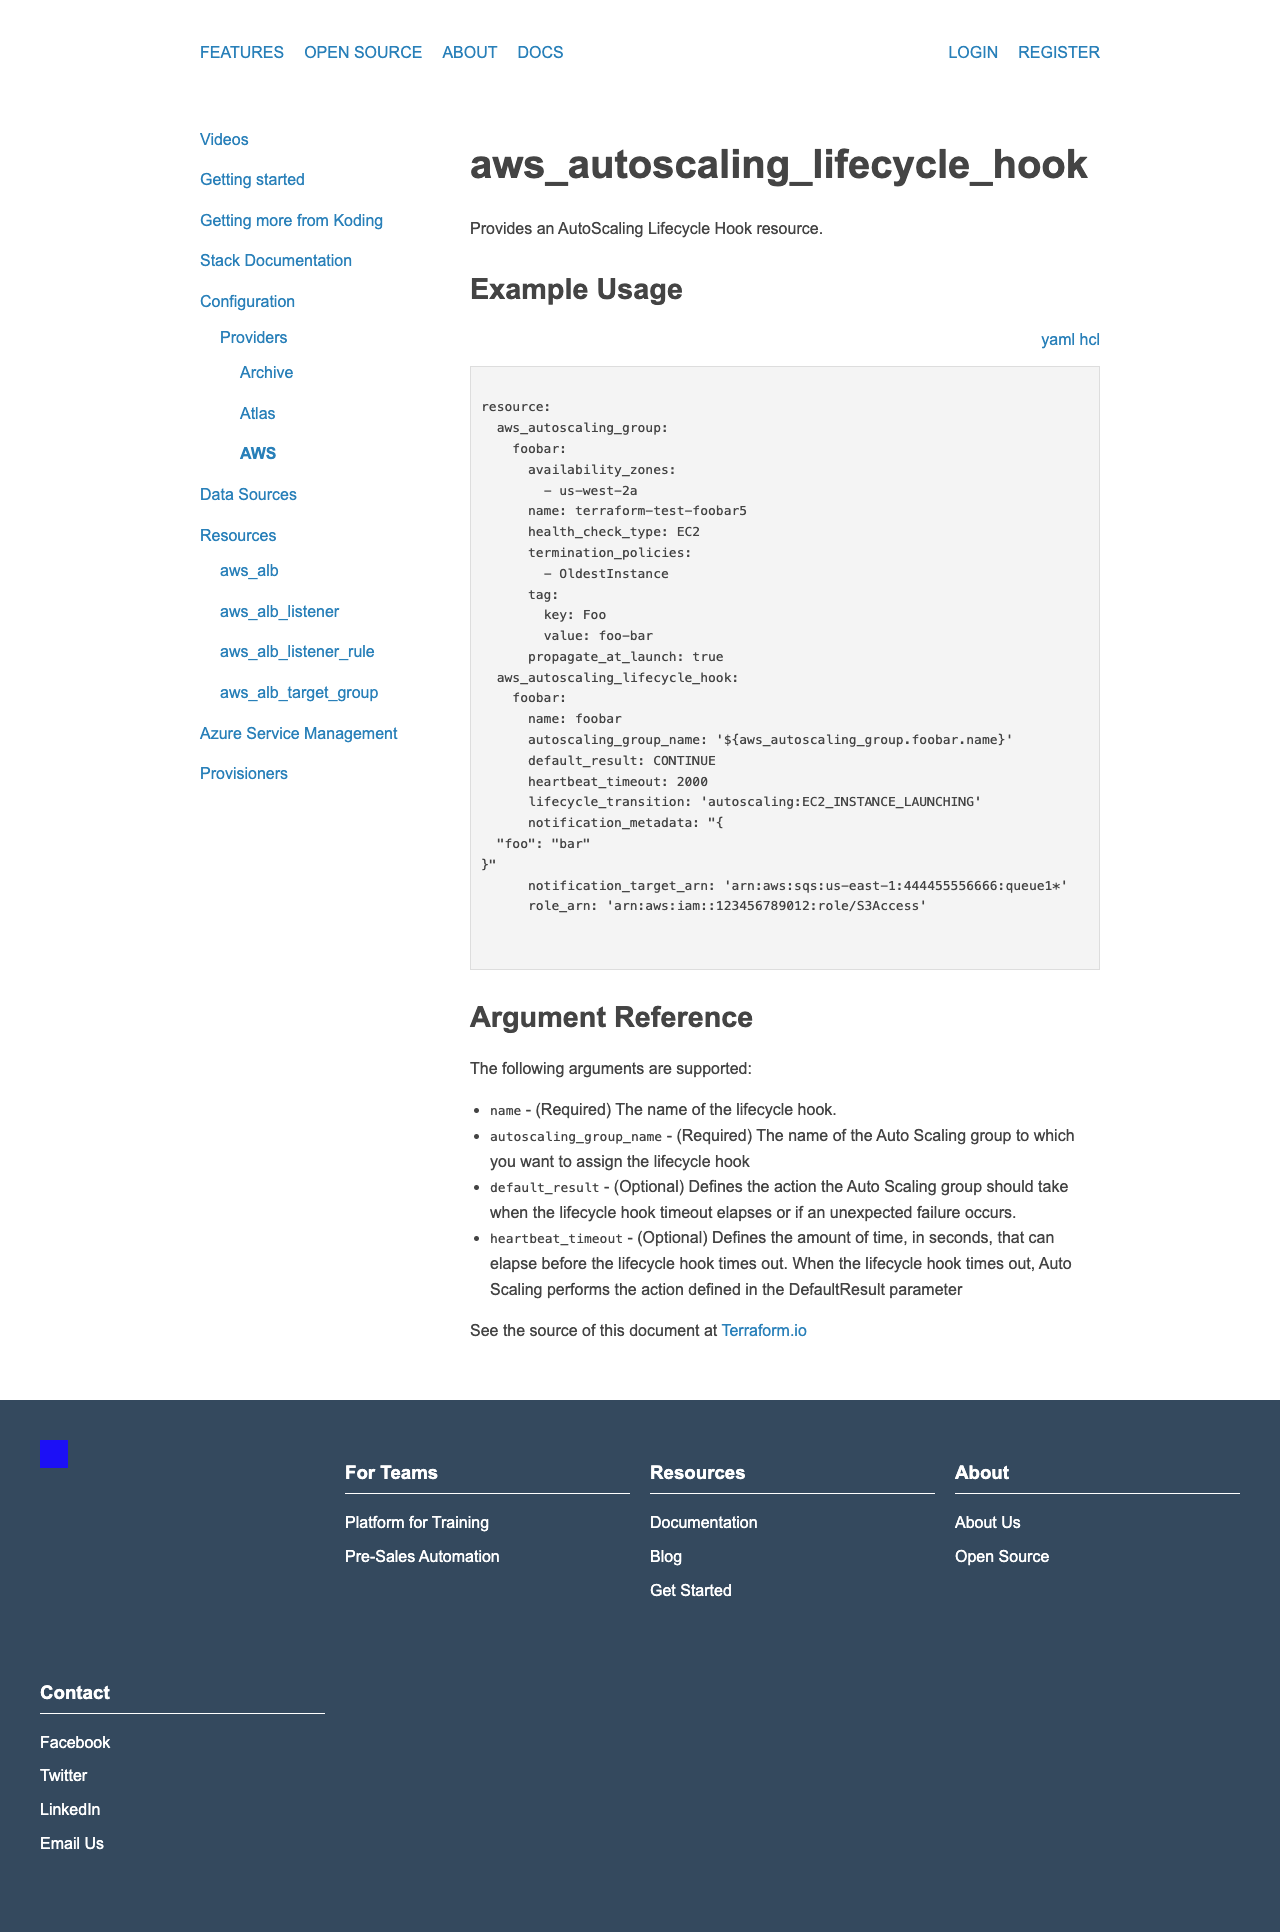 FEATURES OPEN SOURCE ABOUT DOCS LOGIN REGISTER
Videos
Getting started
Getting more from Koding
Stack Documentation
Configuration
Providers
Archive
Atlas
AWS
Data Sources
Resources
aws_alb
aws_alb_listener
aws_alb_listener_rule
aws_alb_target_group
Azure Service Management
Provisioners
aws_autoscaling_lifecycle_hook
Provides an AutoScaling Lifecycle Hook resource.
Example Usage
yaml hcl
resource:
  aws_autoscaling_group:
    foobar:
      availability_zones:
        - us-west-2a
      name: terraform-test-foobar5
      health_check_type: EC2
      termination_policies:
        - OldestInstance
      tag:
        key: Foo
        value: foo-bar
      propagate_at_launch: true
  aws_autoscaling_lifecycle_hook:
    foobar:
      name: foobar
      autoscaling_group_name: '${aws_autoscaling_group.foobar.name}'
      default_result: CONTINUE
      heartbeat_timeout: 2000
      lifecycle_transition: 'autoscaling:EC2_INSTANCE_LAUNCHING'
      notification_metadata: "{
  "foo": "bar"
}"
      notification_target_arn: 'arn:aws:sqs:us-east-1:444455556666:queue1*'
      role_arn: 'arn:aws:iam::123456789012:role/S3Access'
Argument Reference
The following arguments are supported:
• name - (Required) The name of the lifecycle hook.
• autoscaling_group_name - (Required) The name of the Auto Scaling group to which
you want to assign the lifecycle hook
• default_result - (Optional) Defines the action the Auto Scaling group should take
when the lifecycle hook timeout elapses or if an unexpected failure occurs.
• heartbeat_timeout - (Optional) Defines the amount of time, in seconds, that can
elapse before the lifecycle hook times out. When the lifecycle hook times out, Auto
Scaling performs the action defined in the DefaultResult parameter
See the source of this document at Terraform.io
For Teams
Platform for Training
Pre-Sales Automation
Resources
Documentation
Blog
Get Started
About
About Us
Open Source
Contact
Facebook
Twitter
LinkedIn
Email Us